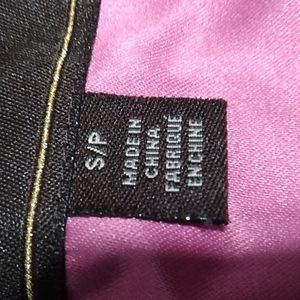 S/P
MADE IN
CHINA
FABRIQUÉ
EN CHINE